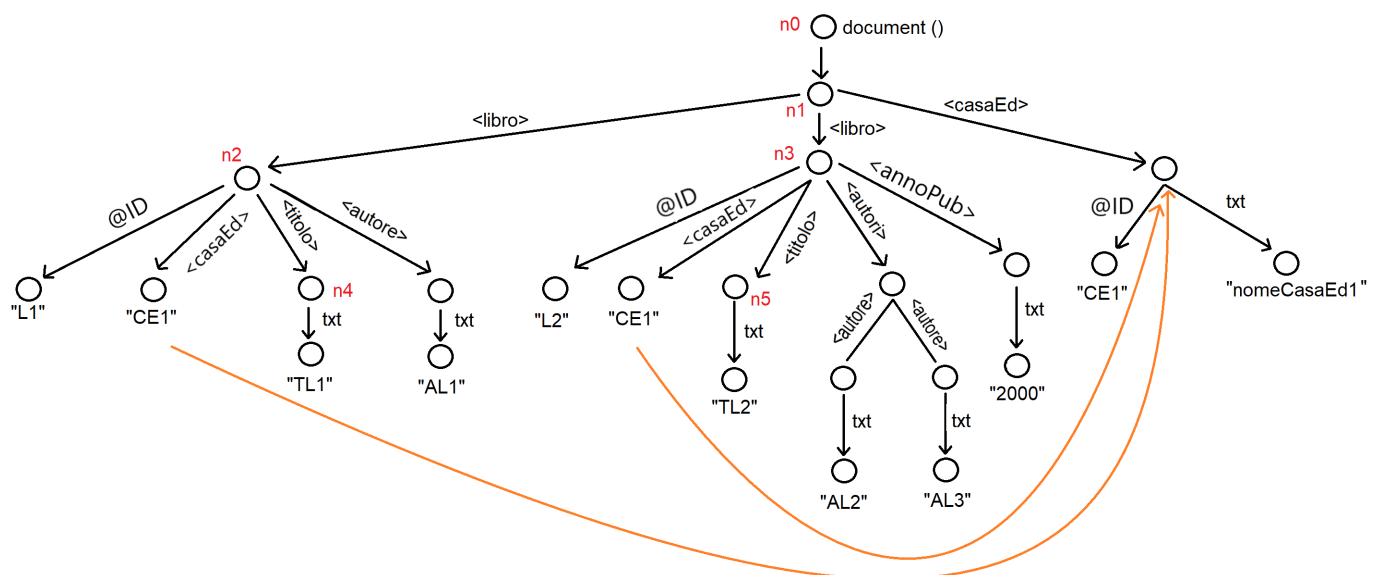 n0 document ()
n1
<libro>
<libro>
<casaEd>
n2
n3
@ID
<casaEd>
<titolo>
<autore>
@ID
<casaEd>
<titolo>
<autori>
<annoPub>
@ID
txt
"L1"
"CE1"
n4
"L2"
"CE1"
n5
"CE1"
"nomeCasaEd1"
txt
txt
txt
<autore>
<autore>
txt
"TL1"
"AL1"
"TL2"
"2000"
txt
txt
"AL2"
"AL3"